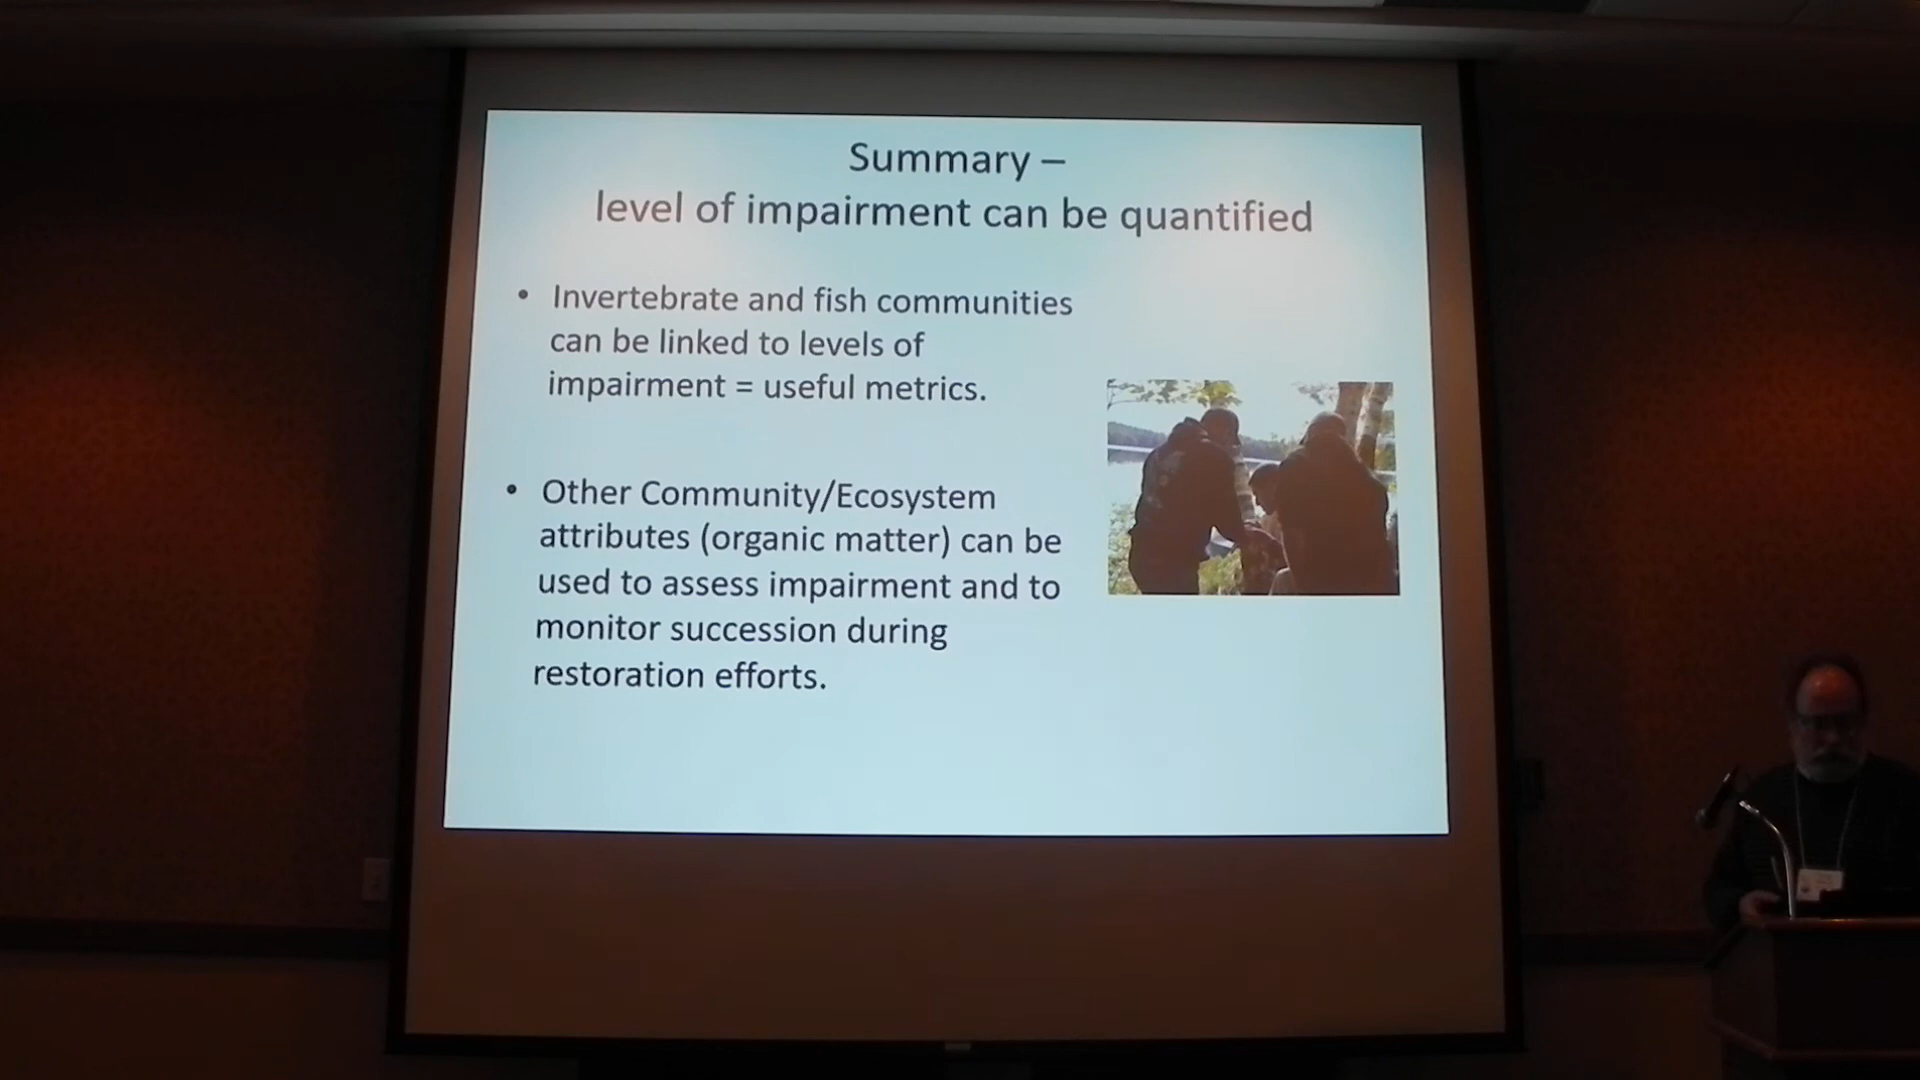 Summary –
level of impairment can be quantified
• Invertebrate and fish communities
can be linked to levels of
impairment = useful metrics.
• Other Community/Ecosystem
attributes (organic matter) can be
used to assess impairment and to
monitor succession during
restoration efforts.